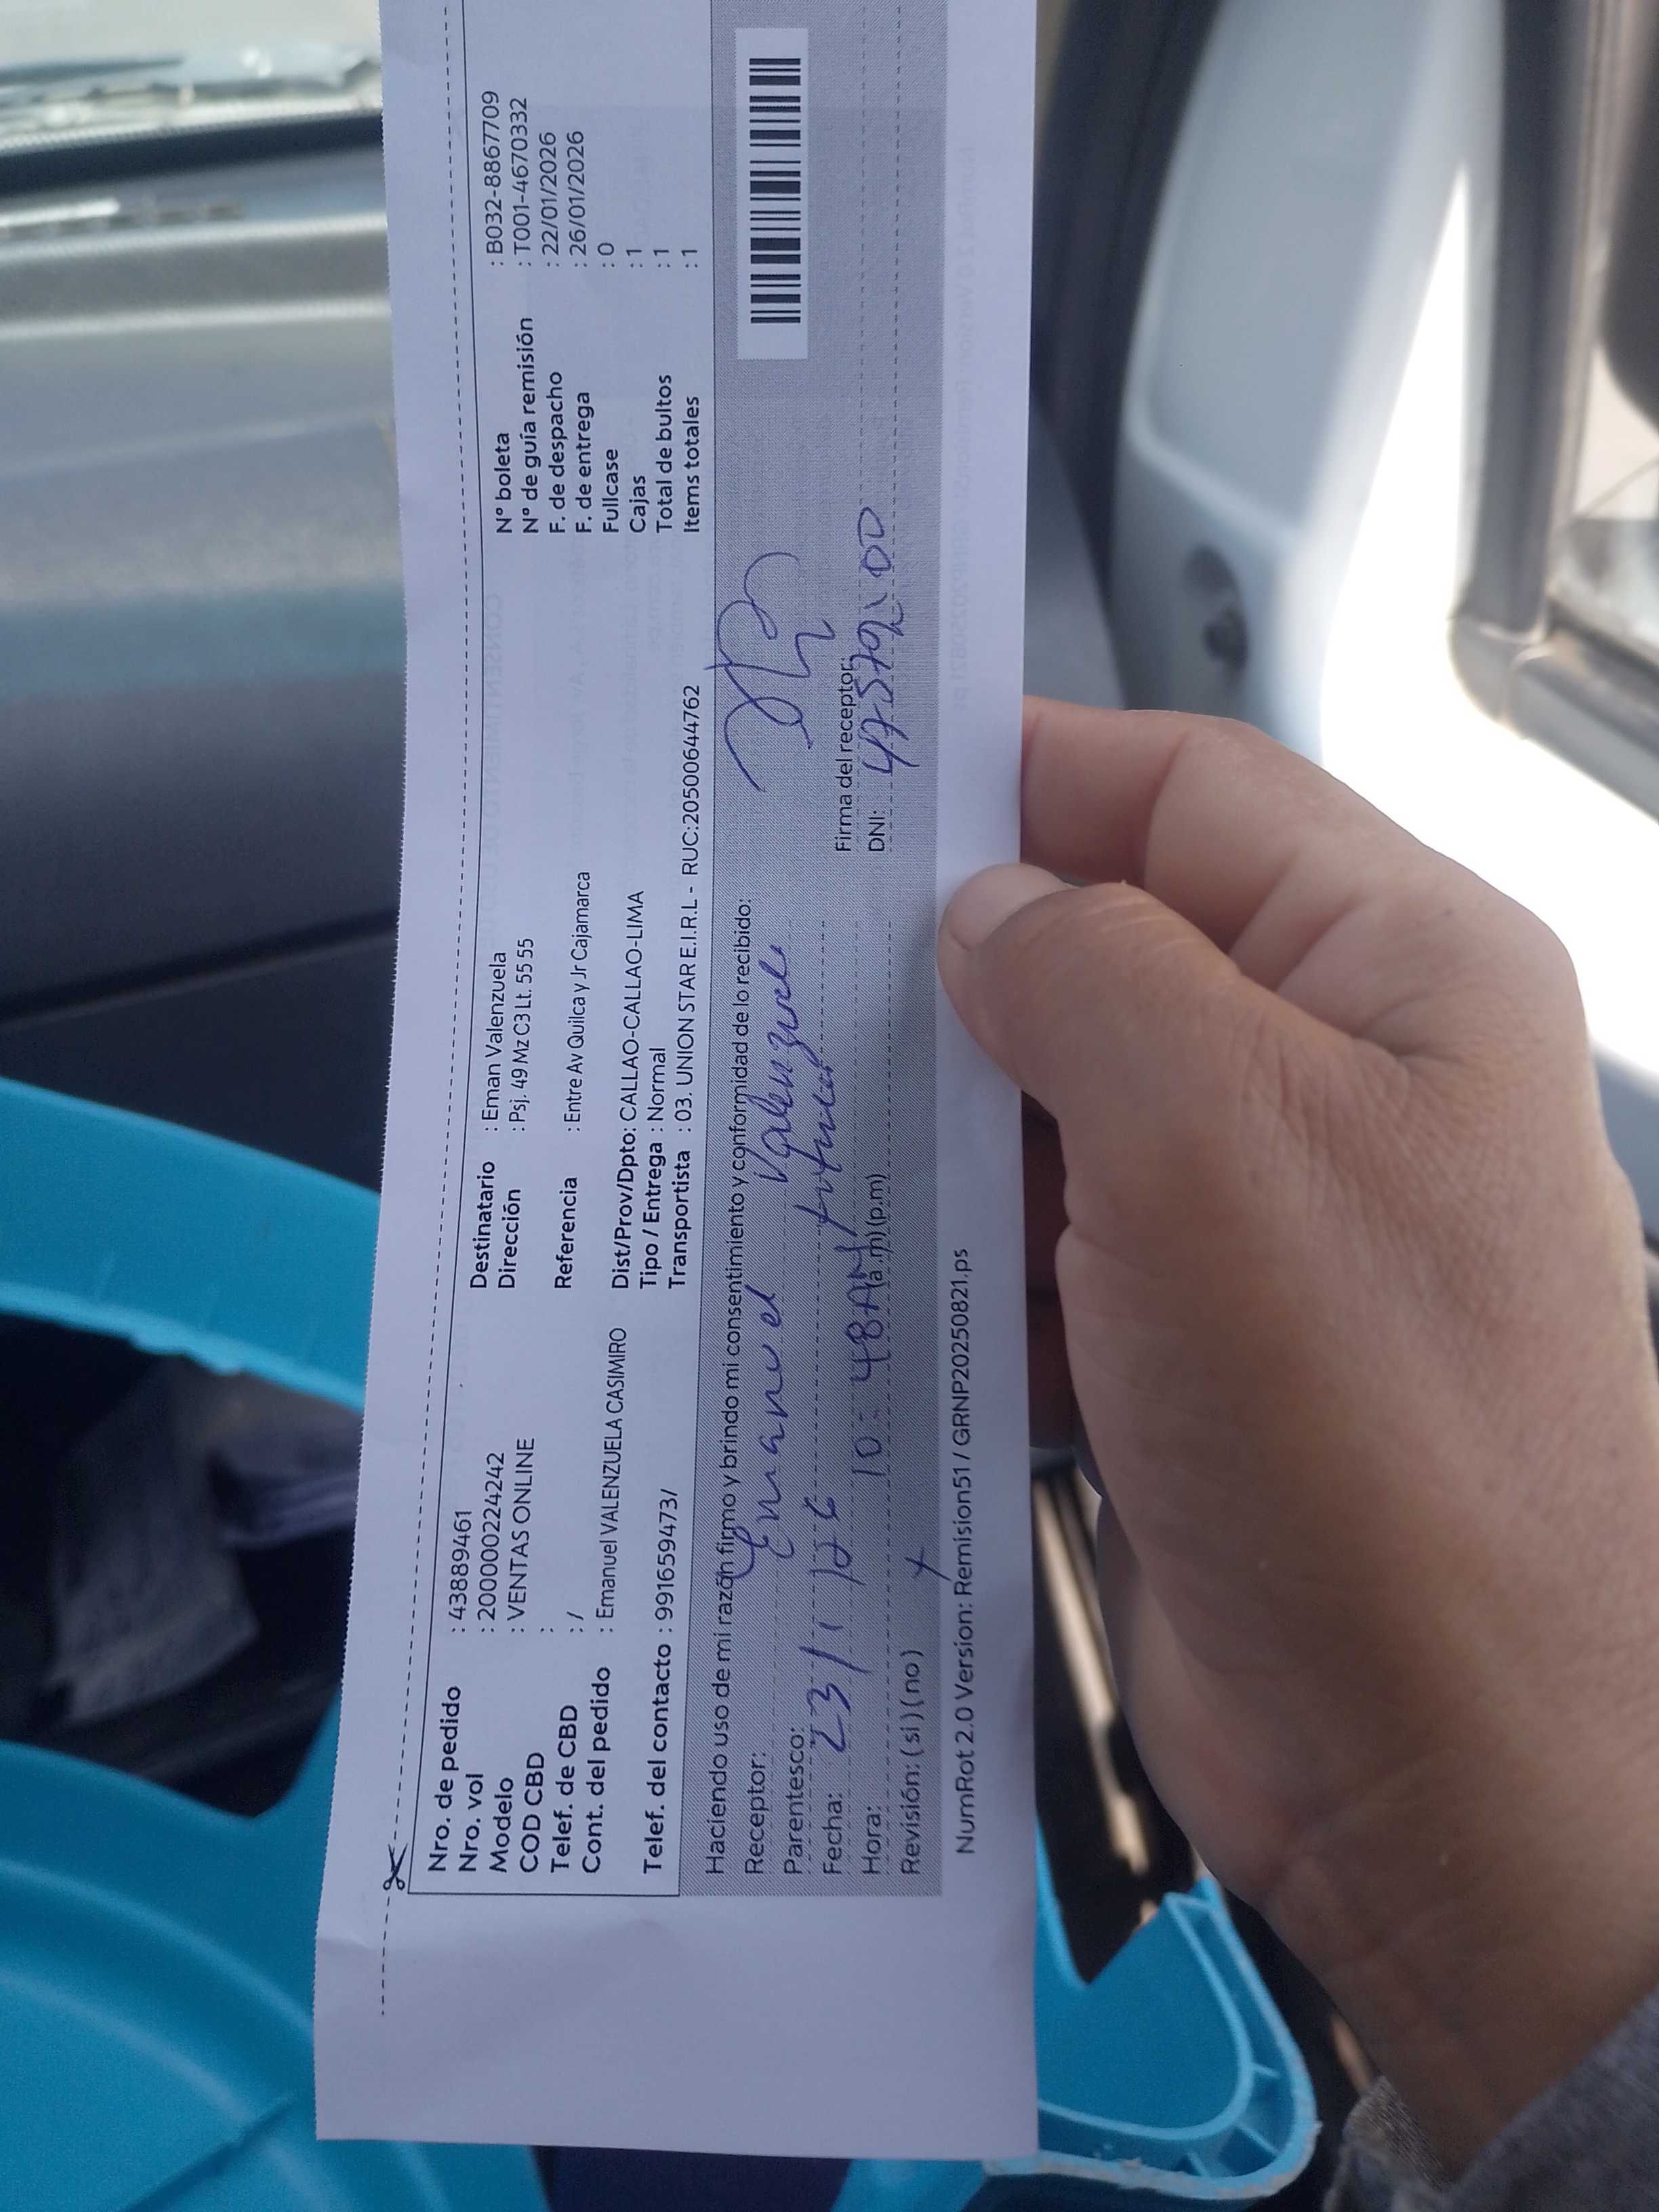 Nro. de pedido : 43889461
Nro. vol : 200000224242
Modelo : VENTAS ONLINE
COD CBD :
Telef. de CBD : /
Cont. del pedido : Emanuel VALENZUELA CASIMIRO
Telef. del contacto : 991659473/
Destinatario : Eman Valenzuela
Dirección : Psj. 49 Mz C3 Lt. 55 55
Referencia : Entre Av Quilca y Jr Cajamarca
Dist/Prov/Dpto: CALLAO-CALLAO-LIMA
Tipo / Entrega : Normal
Transportista : 03. UNION STAR E.I.R.L - RUC:20500644762
N° boleta : B032-8867709
N° de guía remisión : T001-4670332
F. de despacho : 22/01/2026
F. de entrega : 26/01/2026
Fullcase : 0
Cajas : 1
Total de bultos : 1
Items totales : 1
Haciendo uso de mi razón firmo y brindo mi consentimiento y conformidad de lo recibido:
Receptor: Emanuel Valenzuela
Parentesco: titular
Fecha: 23/1/26
Hora: 10:48AM (a.m) (p.m)
Revisión: ( si ) ( no )
Firma del receptor:
DNI:
NumRot 2.0 Version: Remision51 / GRNP20250821.ps